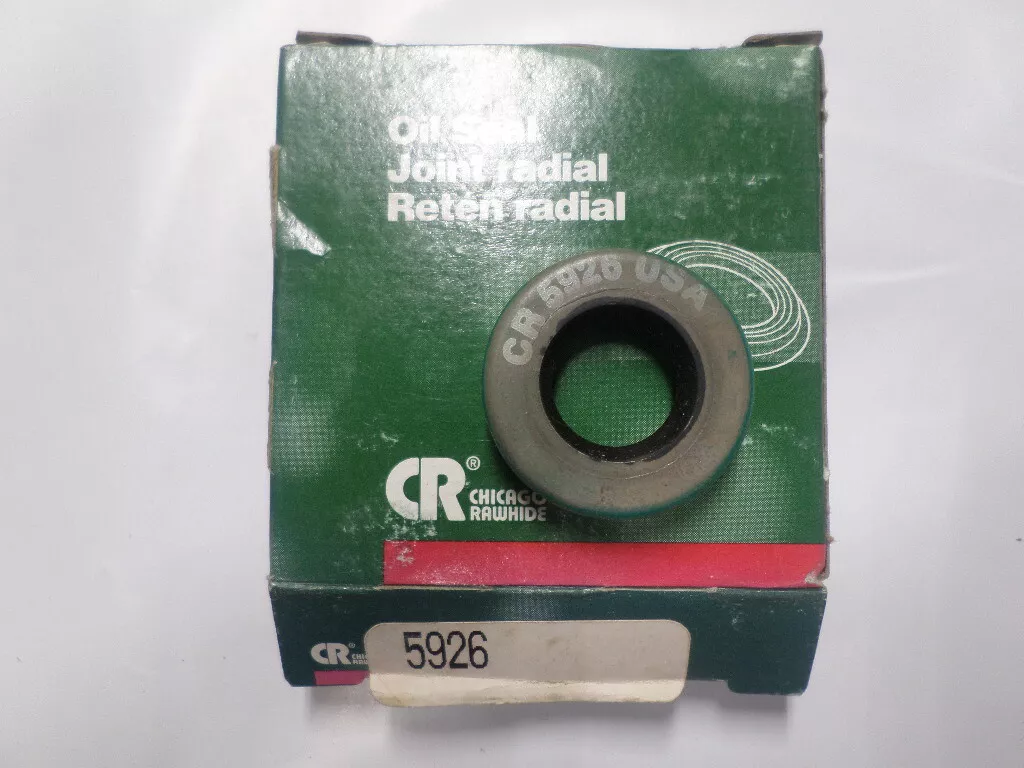 Oil Seal
Joint radial
Reten radial
CR 5926 USA
CR®
CHICAGO
RAWHIDE
CR
5926